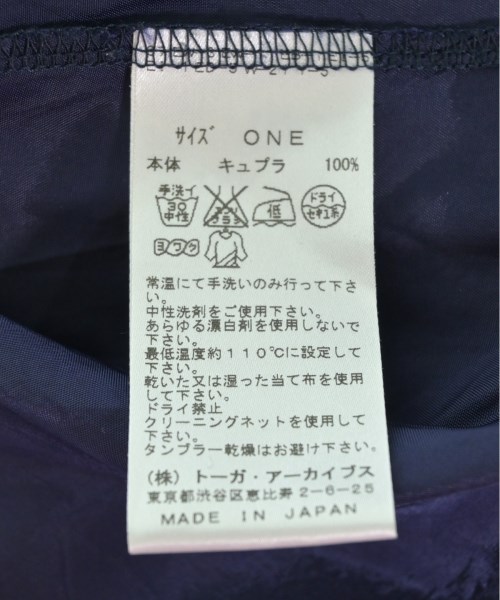 サイズ ONE
本体 キュプラ 100%
手洗イ
30
中性
エンソ
サラシ
低
ドライ
セキユ系
ヨワク
常温にて手洗いのみ行って下さ
い。
中性洗剤をご使用下さい。
あらゆる漂白剤を使用しないで
下さい。
最低温度約110℃に設定して
下さい。
乾いた又は湿った当て布を使用
して下さい。
ドライ禁止
クリーニングネットを使用して
下さい。
タンブラー乾燥はお避け下さい。
(株) トーガ・アーカイブス
東京都渋谷区恵比寿2-6-25
MADE IN JAPAN